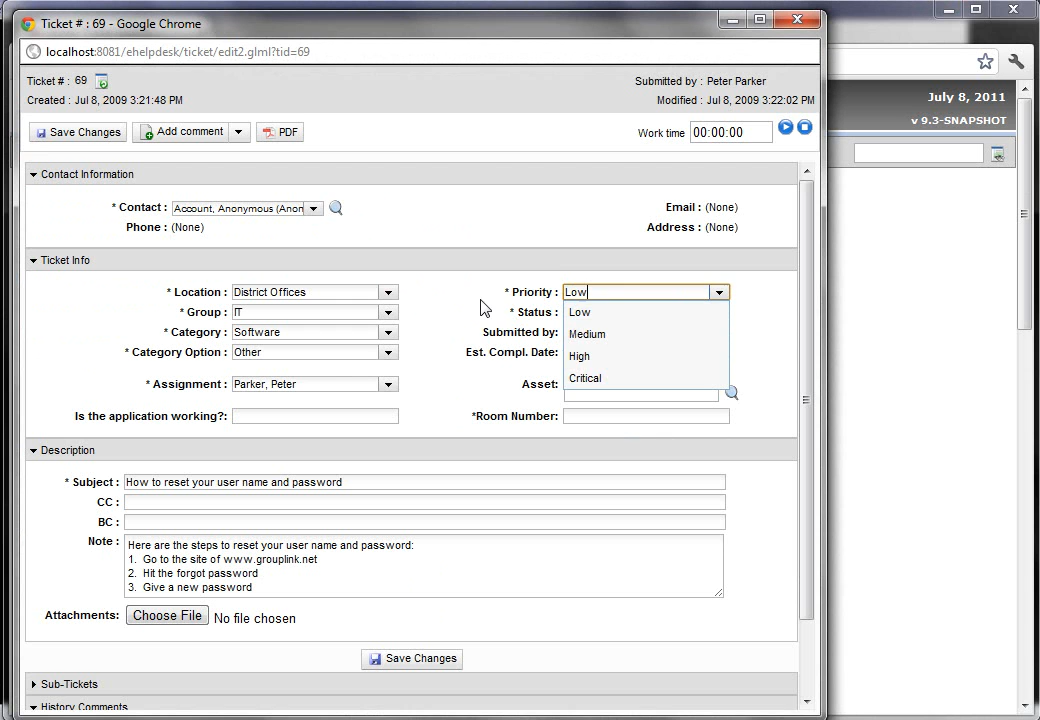 Ticket # : 69 - Google Chrome
localhost:8081/ehelpdesk/ticket/edit2.glml?tid=69
July 8, 2011
v 9.3-SNAPSHOT
Ticket # : 69
Submitted by : Peter Parker
Created : Jul 8, 2009 3:21:48 PM
Modified : Jul 8, 2009 3:22:02 PM
Save Changes
Add comment
PDF
Work time 00:00:00
Contact Information
* Contact : Account, Anonymous (Anon
Email : (None)
Phone : (None)
Address : (None)
Ticket Info
* Location : District Offices
* Priority : Low
* Group : IT
* Status :
Low
* Category : Software
Submitted by:
Medium
* Category Option : Other
Est. Compl. Date:
High
* Assignment : Parker, Peter
Asset:
Critical
Is the application working?:
*Room Number:
Description
* Subject : How to reset your user name and password
CC :
BC :
Note : Here are the steps to reset your user name and password:
1. Go to the site of www.grouplink.net
2. Hit the forgot password
3. Give a new password
Attachments: Choose File No file chosen
Save Changes
Sub-Tickets
History Comments